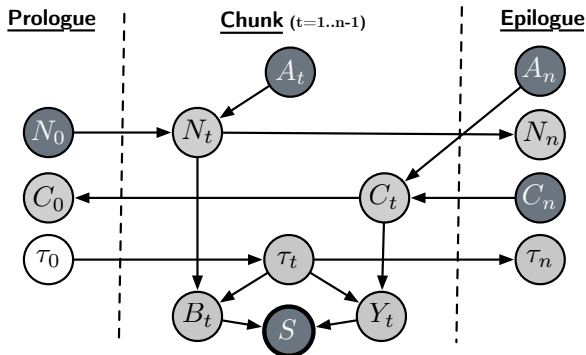 Prologue Chunk (t=1..n-1) Epilogue
A_t A_n
N_0 N_t N_n
C_0 C_t C_n
τ_0 τ_t τ_n
B_t S Y_t